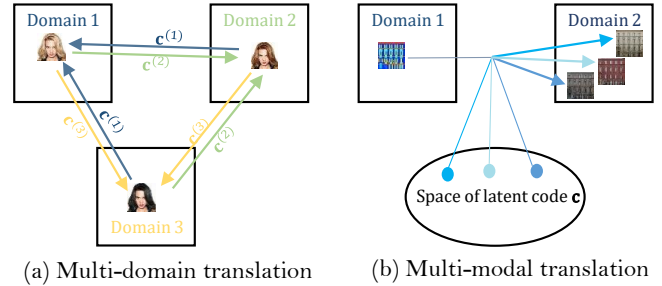 Domain 1
Domain 2
c(1)
c(2)
c(1)
c(3)
c(3)
c(2)
Domain 3
(a) Multi-domain translation
Domain 1
Domain 2
Space of latent code c
(b) Multi-modal translation